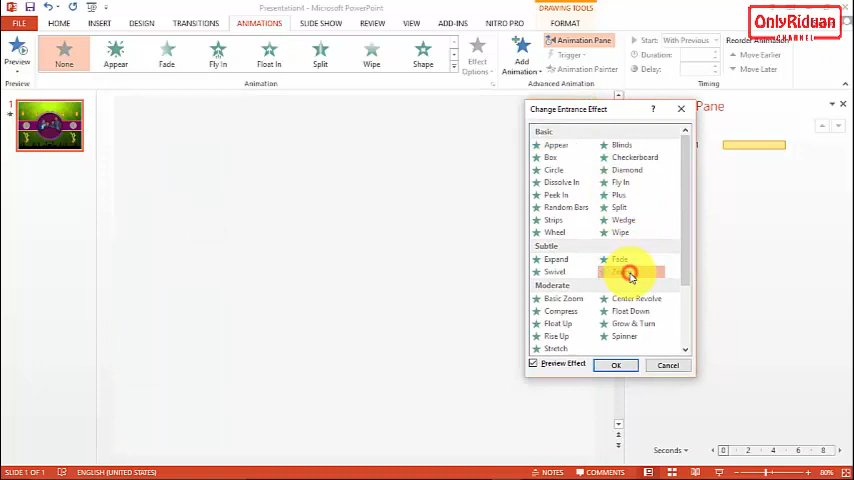 Presentation4 - Microsoft PowerPoint
DRAWING TOOLS
OnlyRiduan
CHANNEL
FILE HOME INSERT DESIGN TRANSITIONS ANIMATIONS SLIDE SHOW REVIEW VIEW ADD-INS NITRO PRO FORMAT
Preview
None Appear Fade Fly In Float In Split Wipe Shape
Effect Options
Add Animation
Animation Pane
Trigger
Animation Painter
Start: With Previous
Duration:
Delay:
Reorder Animation
Move Earlier
Move Later
Preview Animation Advanced Animation Timing
1
Pane
Change Entrance Effect ?
Basic
Appear Blinds
Box Checkerboard
Circle Diamond
Dissolve In Fly In
Peek In Plus
Random Bars Split
Strips Wedge
Wheel Wipe
Subtle
Expand Fade
Swivel
Moderate
Basic Zoom Center Revolve
Compress Float Down
Float Up Grow & Turn
Rise Up Spinner
Stretch
Preview Effect OK Cancel
Seconds 0 2 4 6 8
SLIDE 1 OF 1 ENGLISH (UNITED STATES) NOTES COMMENTS 80%